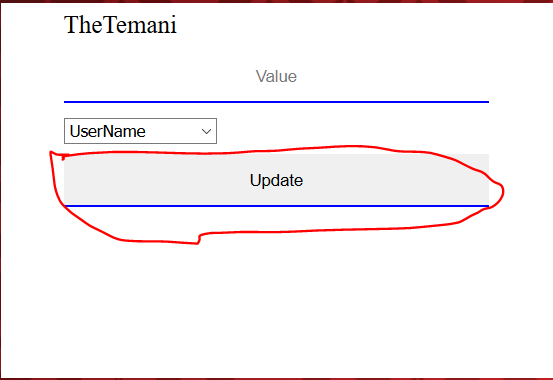 TheTemani
Value
UserName
Update